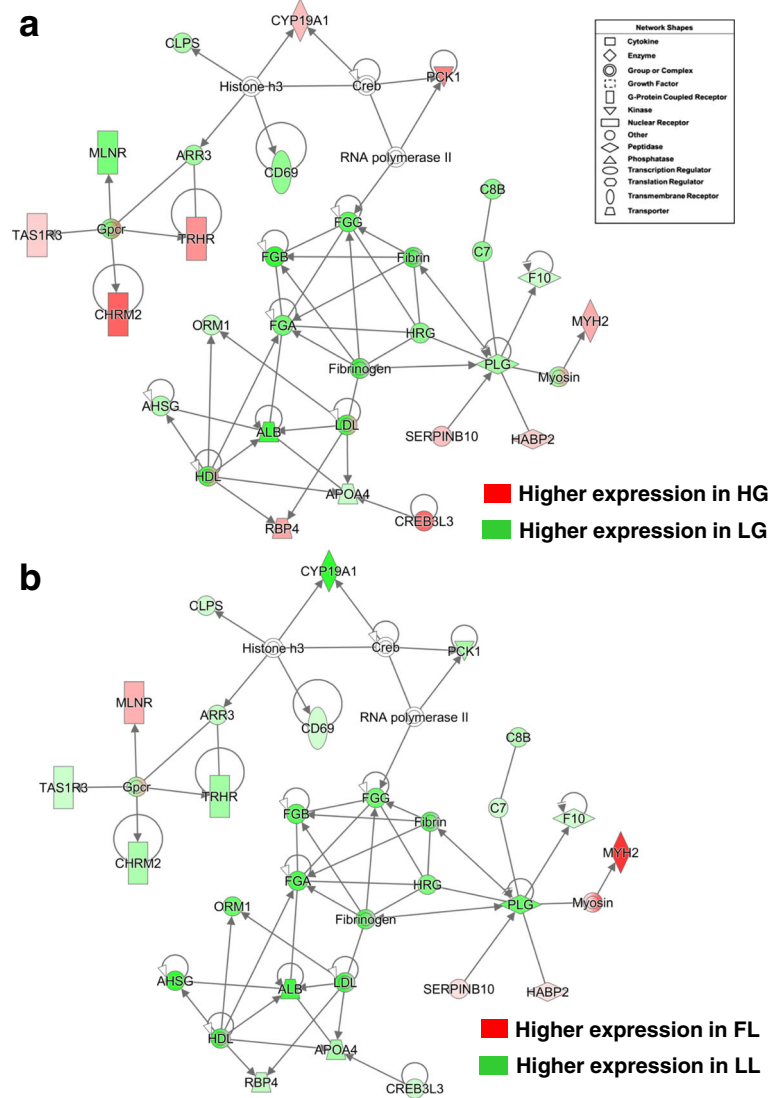 a
CYP19A1
CLPS
Histone h3
Creb
PCK1
Network Shapes
Cytokine
Enzyme
Group or Complex
Growth Factor
G-Protein Coupled Receptor
Kinase
Nuclear Receptor
Other
Peptidase
Phosphatase
Transcription Regulator
Translation Regulator
Transmembrane Receptor
Transporter
MLNR
ARR3
CD69
RNA polymerase II
C8B
TAS1R3
Gpcr
TRHR
FGG
FGB
Fibrin
C7
F10
CHRM2
ORM1
FGA
HRG
MYH2
Fibrinogen
PLG
Myosin
AHSG
ALB
LDL
SERPINB10
HABP2
HDL
APOA4
RBP4
CREB3L3
Higher expression in HG
Higher expression in LG
b
CYP19A1
CLPS
Histone h3
Creb
PCK1
MLNR
ARR3
CD69
RNA polymerase II
C8B
TAS1R3
Gpcr
TRHR
FGG
FGB
Fibrin
C7
F10
CHRM2
MYH2
FGA
HRG
ORM1
Fibrinogen
PLG
Myosin
AHSG
ALB
LDL
SERPINB10
HABP2
HDL
APOA4
RBP4
CREB3L3
Higher expression in FL
Higher expression in LL